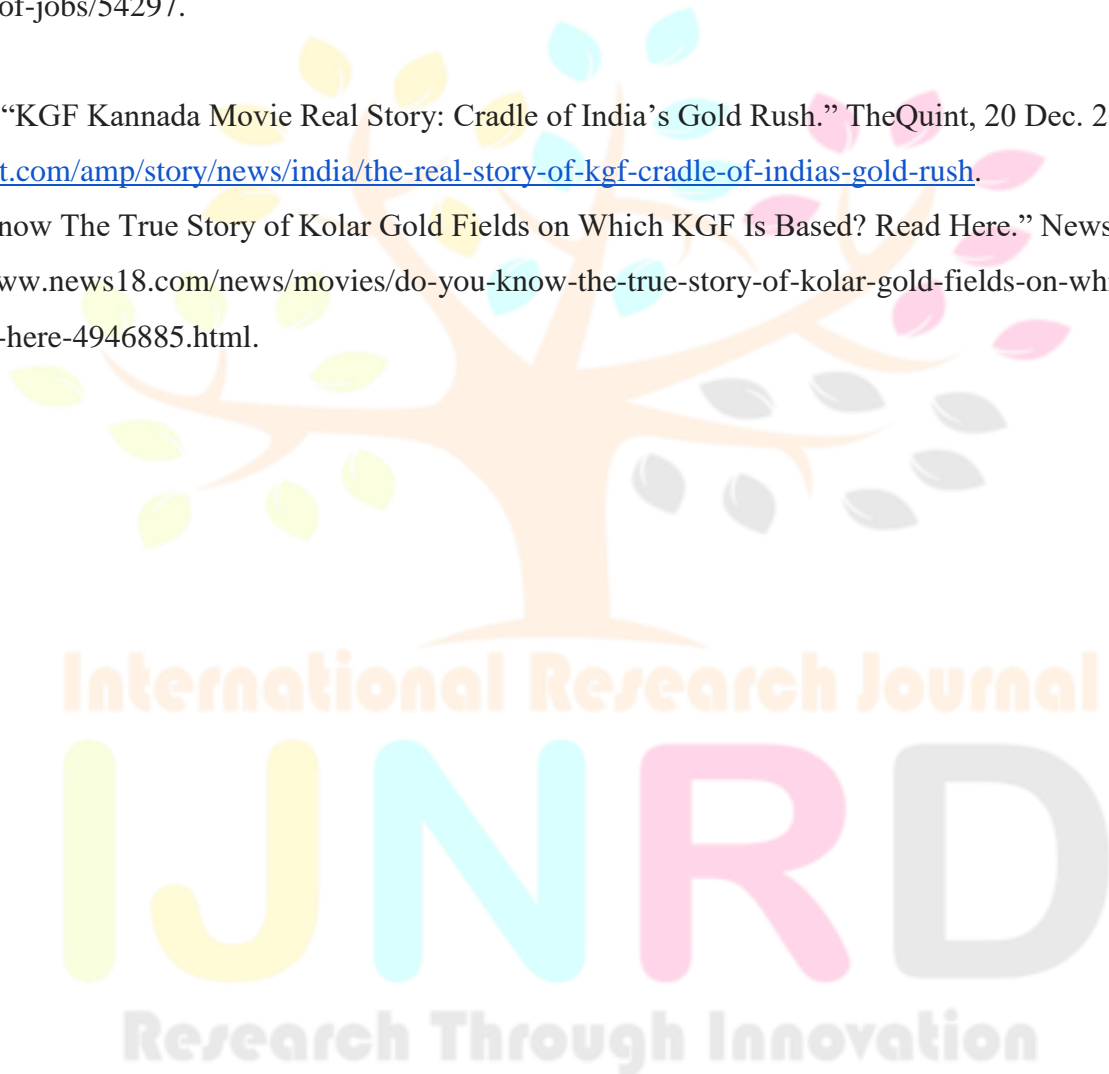 of-jobs/54297.
“KGF Kannada Movie Real Story: Cradle of India’s Gold Rush.” TheQuint, 20 Dec. 2
t.com/amp/story/news/india/the-real-story-of-kgf-cradle-of-indias-gold-rush.
now The True Story of Kolar Gold Fields on Which KGF Is Based? Read Here.” News
ww.news18.com/news/movies/do-you-know-the-true-story-of-kolar-gold-fields-on-wh
-here-4946885.html.
International Research Journal
IJNRD
Research Through Innovation